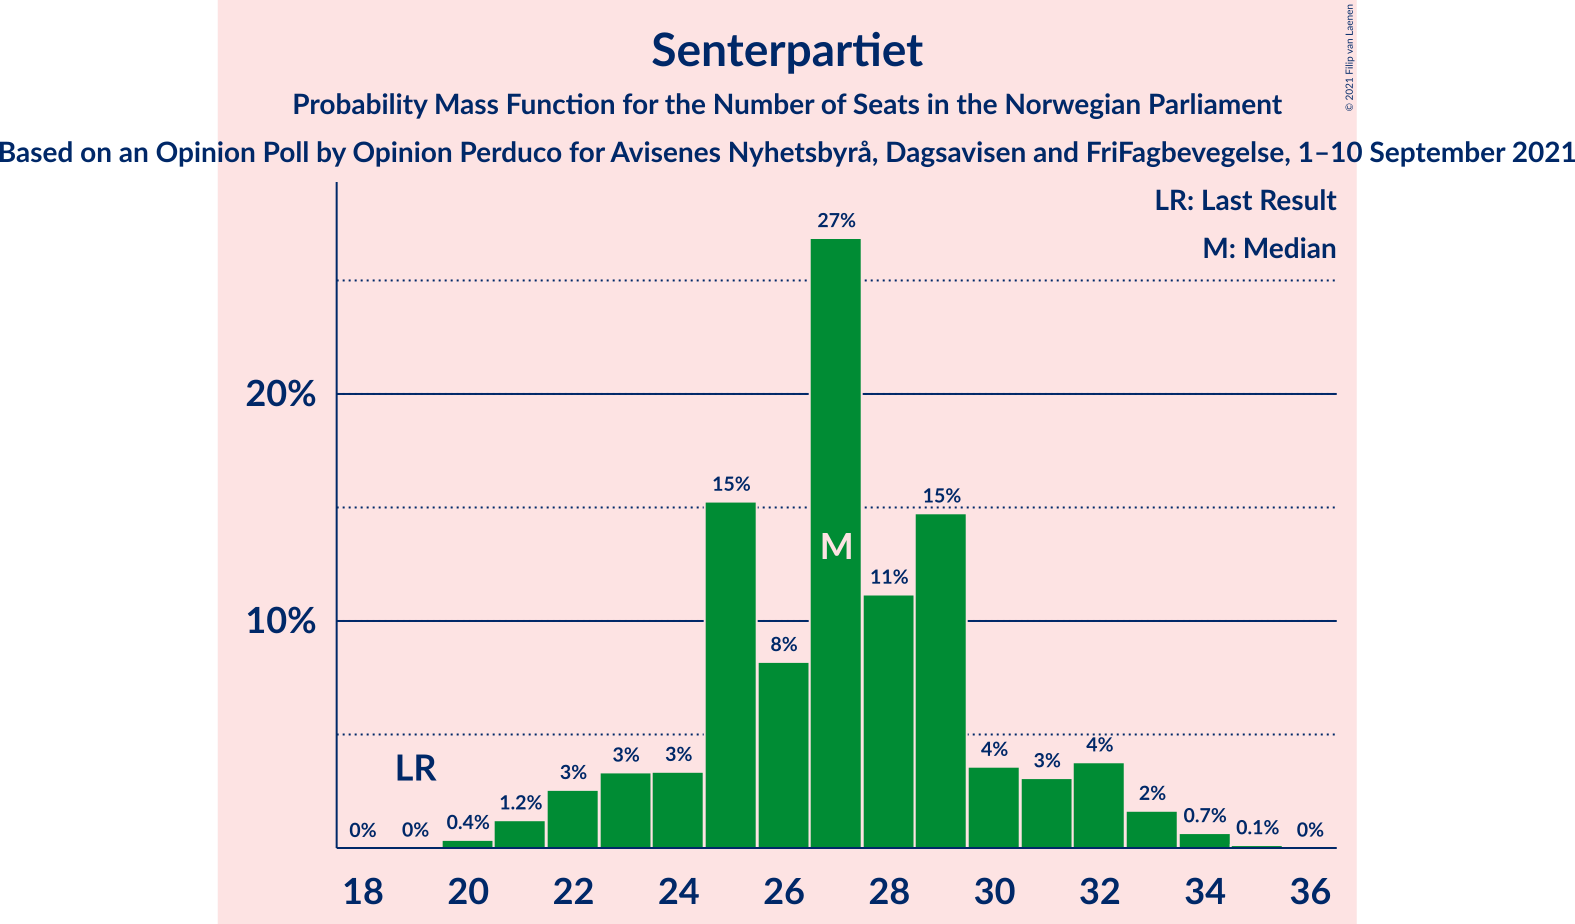 Senterpartiet
Probability Mass Function for the Number of Seats in the Norwegian Parliament
Based on an Opinion Poll by Opinion Perduco for Avisenes Nyhetsbyrå, Dagsavisen and FriFagbevegelse, 1–10 September 2021
© 2021 Filip van Laenen
LR: Last Result
M: Median
27%
20%
15%
15%
M
11%
10%
8%
LR
3%
3%
3%
4%
3%
4%
2%
0%
0%
0.4%
1.2%
0.7%
0.1%
0%
18 20 22 24 26 28 30 32 34 36